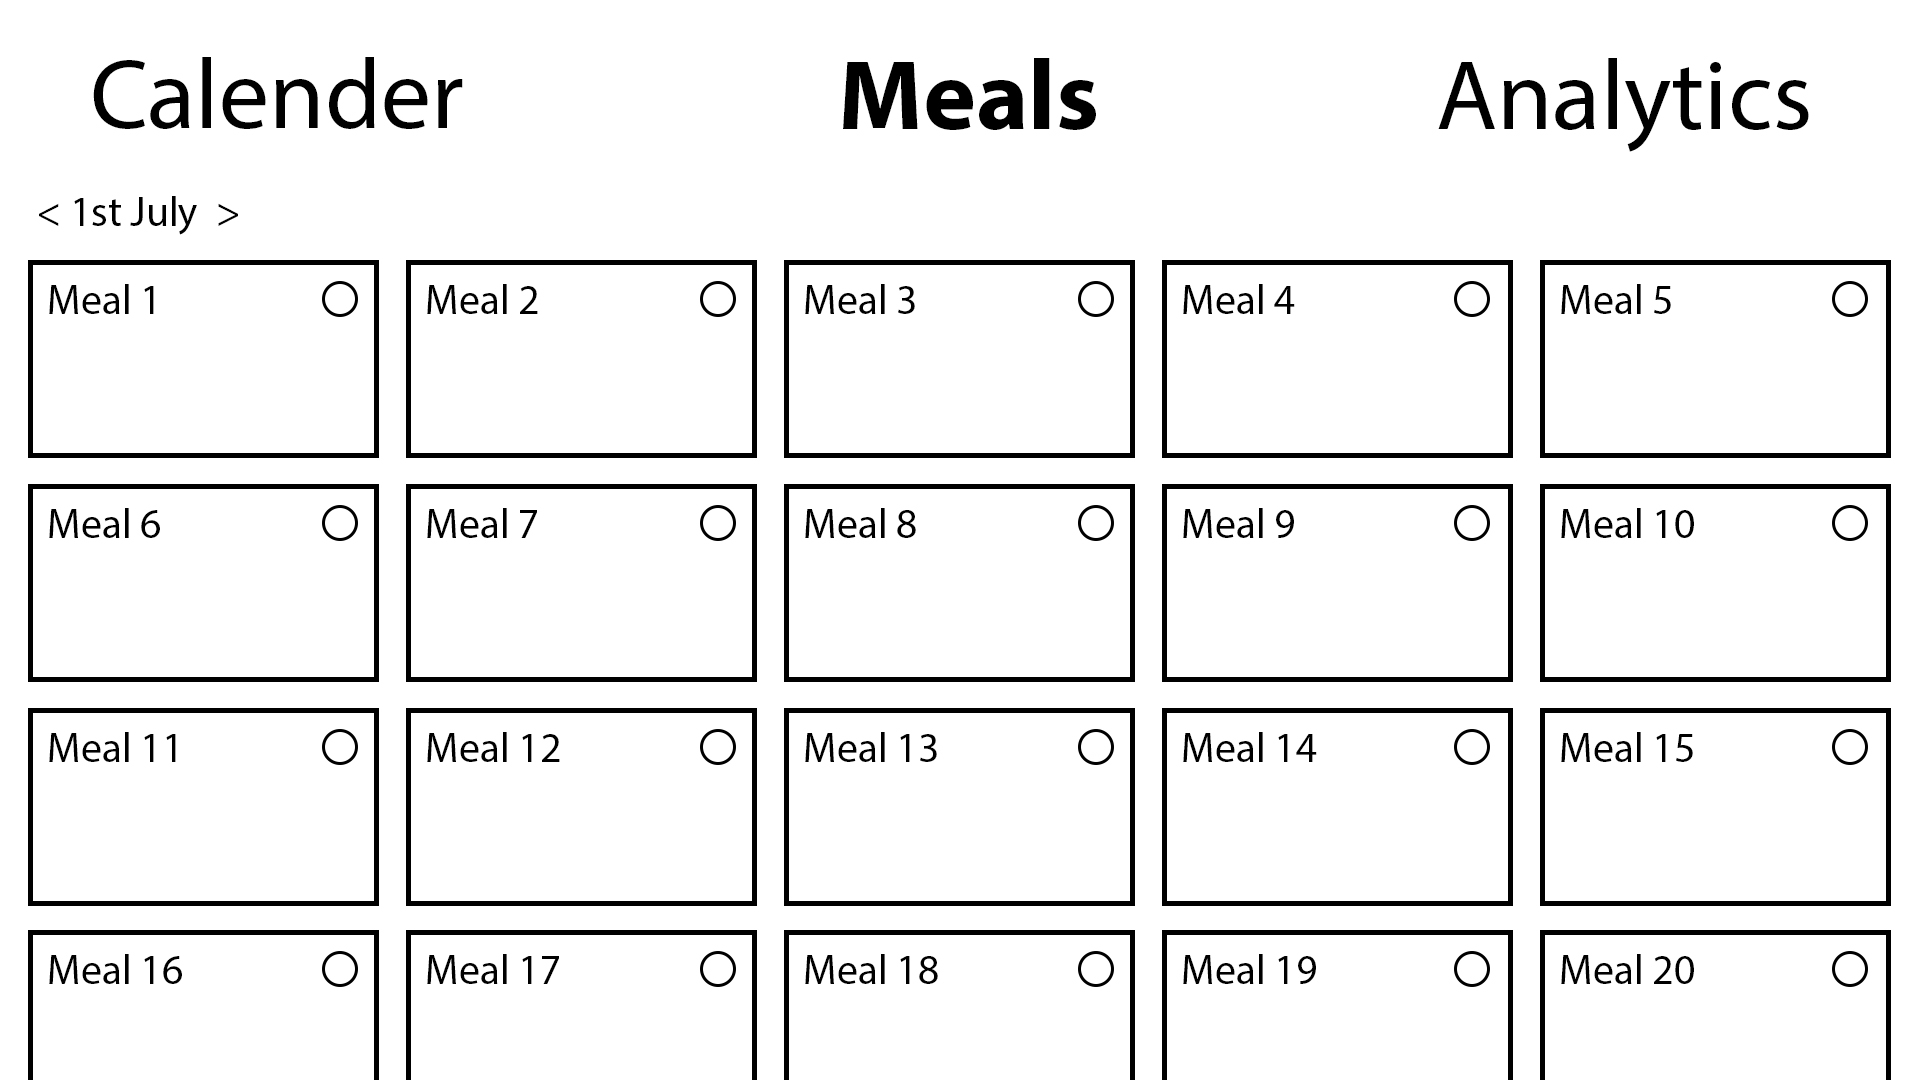 Calender Meals Analytics
< 1st July >
Meal 1 Meal 2 Meal 3 Meal 4 Meal 5
Meal 6 Meal 7 Meal 8 Meal 9 Meal 10
Meal 11 Meal 12 Meal 13 Meal 14 Meal 15
Meal 16 Meal 17 Meal 18 Meal 19 Meal 20